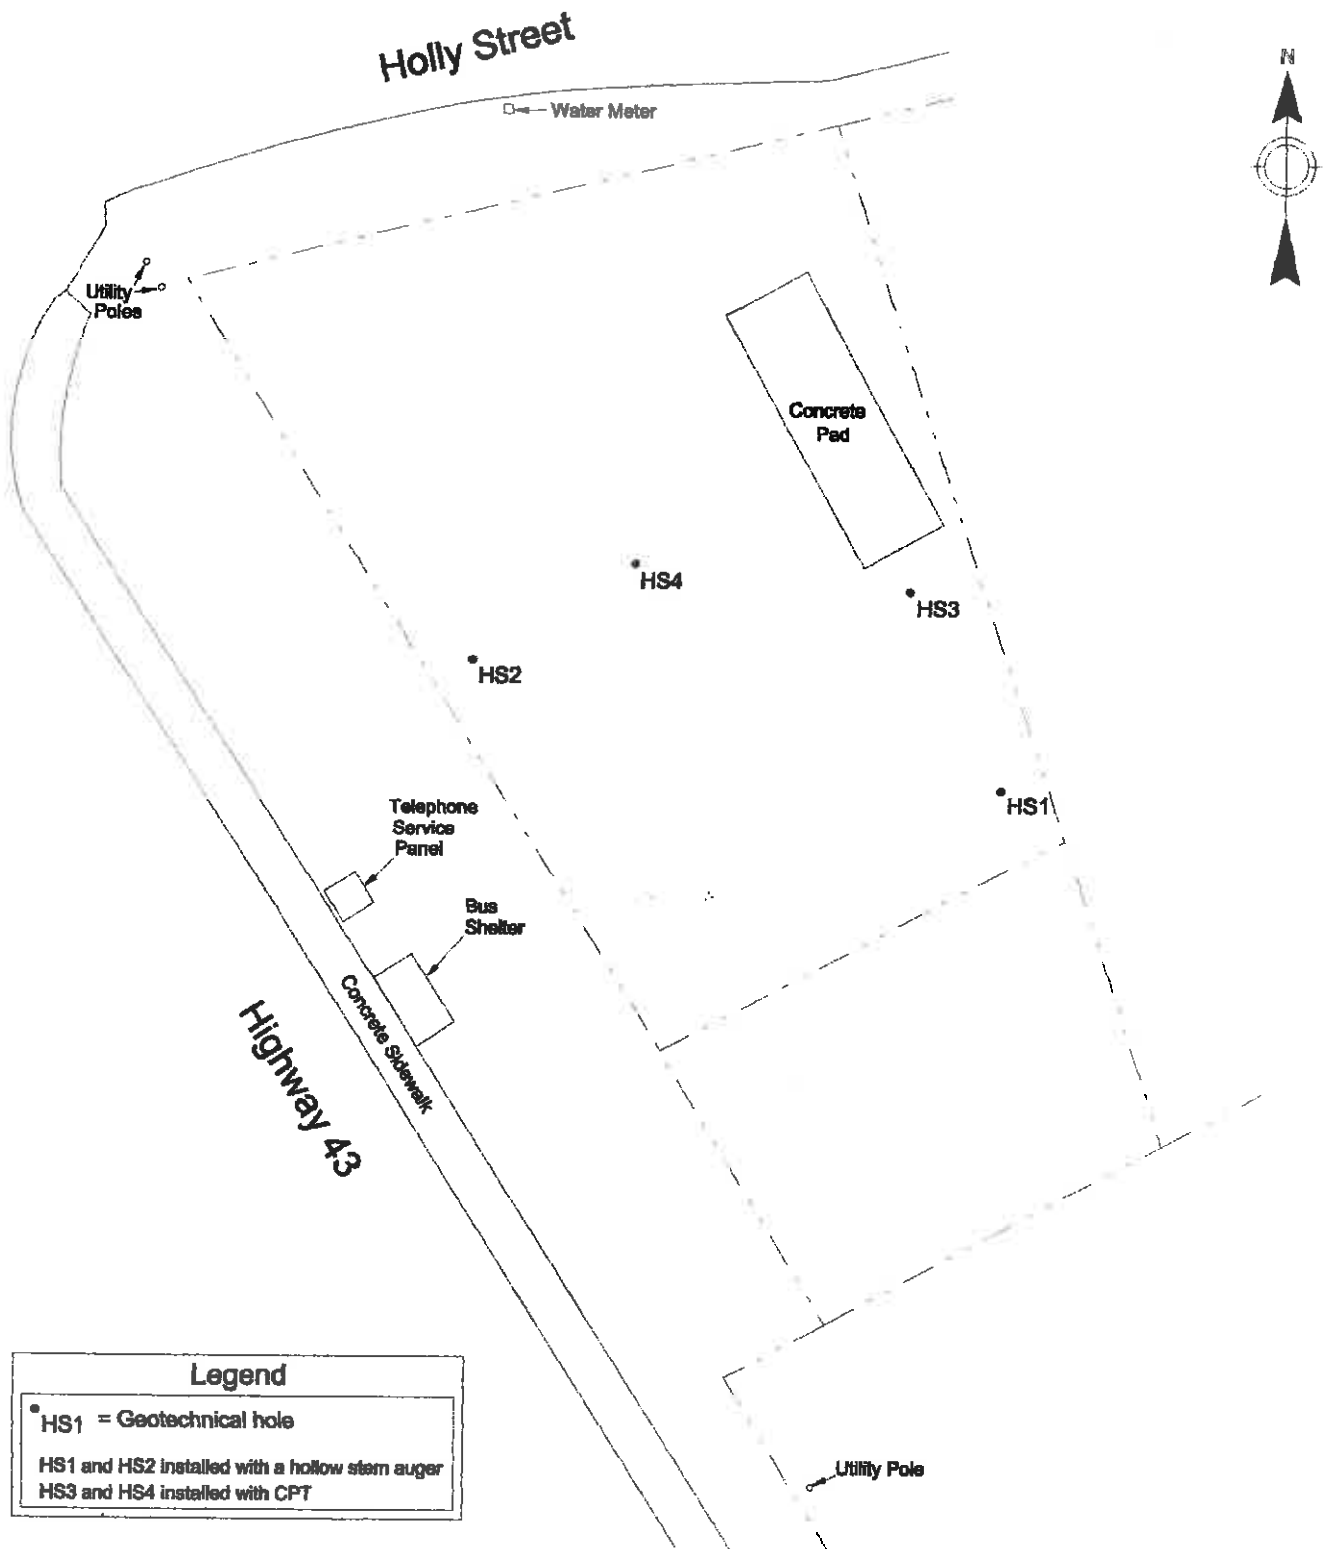 Holly Street
N
Water Meter
Utility
Poles
Concrete
Pad
HS4
HS3
HS2
HS1
Telephone
Service
Panel
Bus
Shelter
Concrete Sidewalk
Highway 43
Legend
HS1 = Geotechnical hole
HS1 and HS2 installed with a hollow stem auger
HS3 and HS4 installed with CPT
Utility Pole